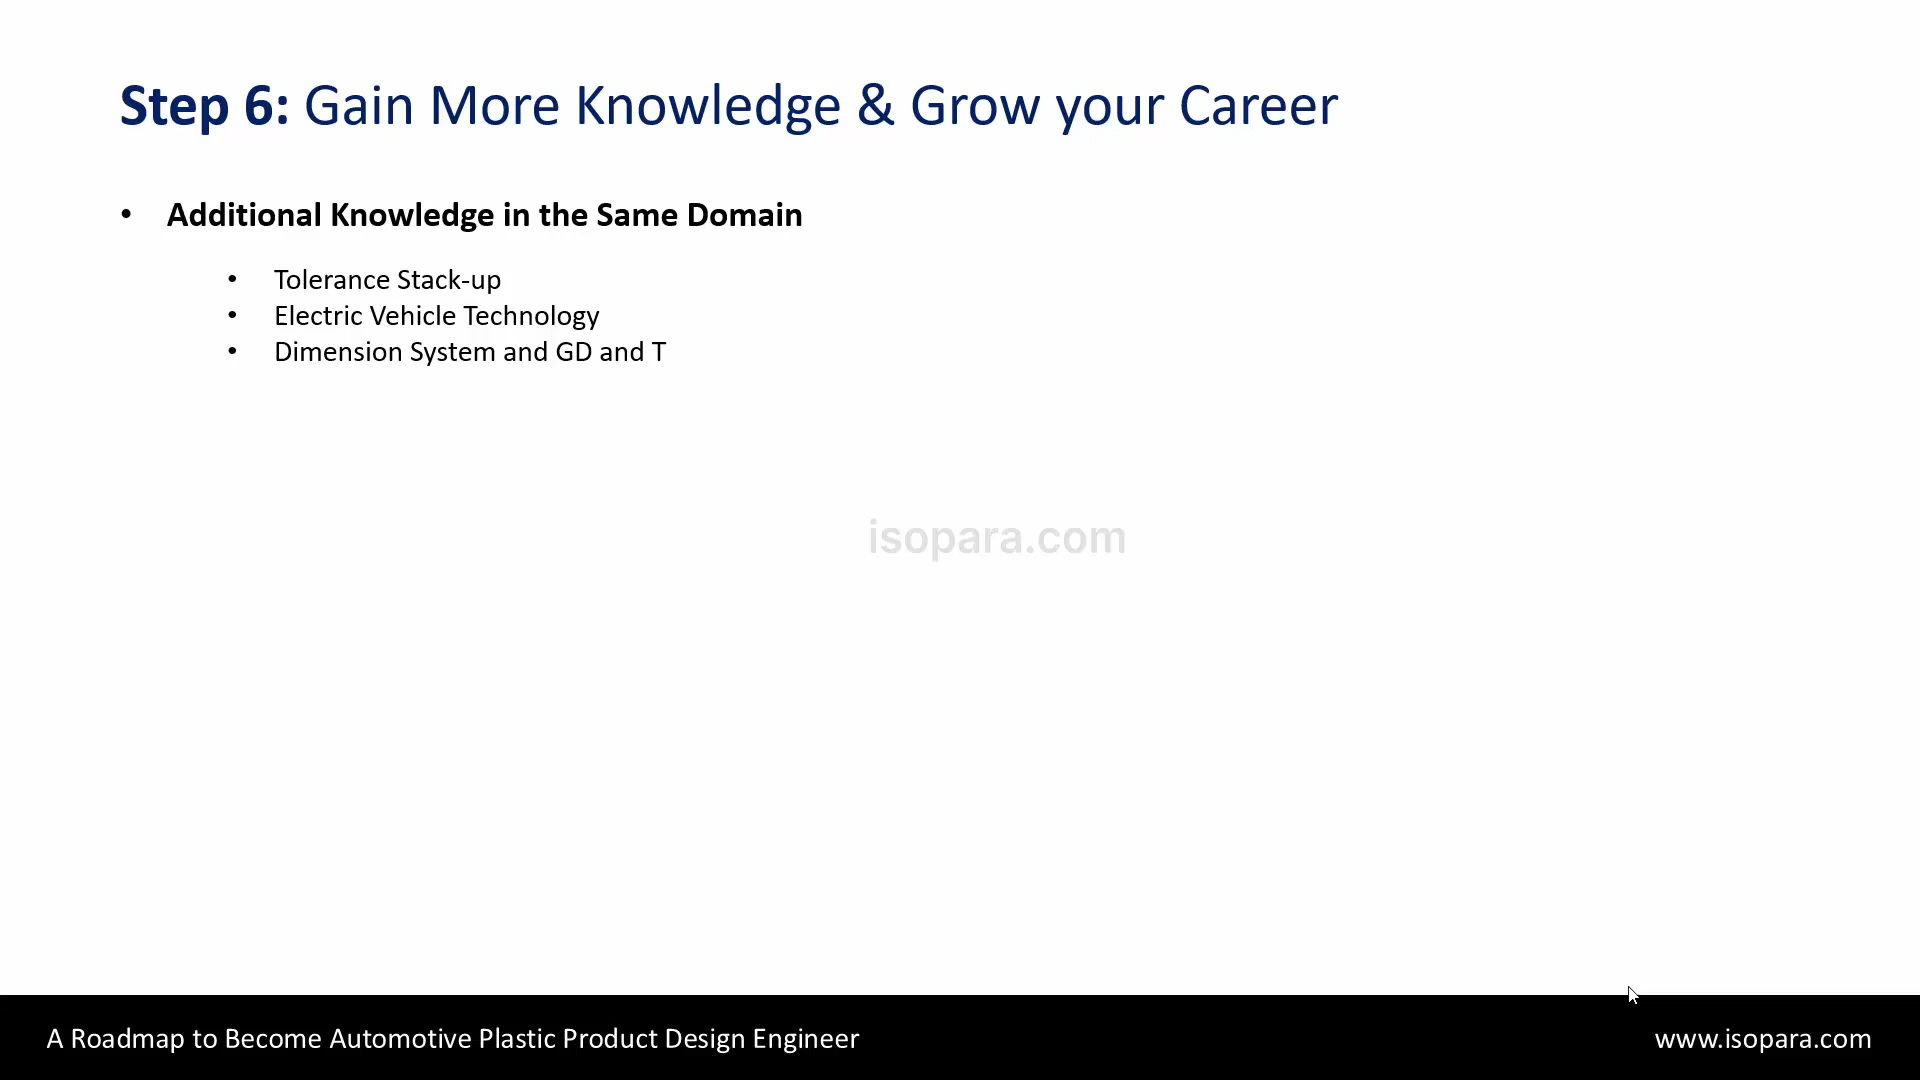 Step 6: Gain More Knowledge & Grow your Career
• Additional Knowledge in the Same Domain
• Tolerance Stack-up
• Electric Vehicle Technology
• Dimension System and GD and T
isopara.com
A Roadmap to Become Automotive Plastic Product Design Engineer
www.isopara.com